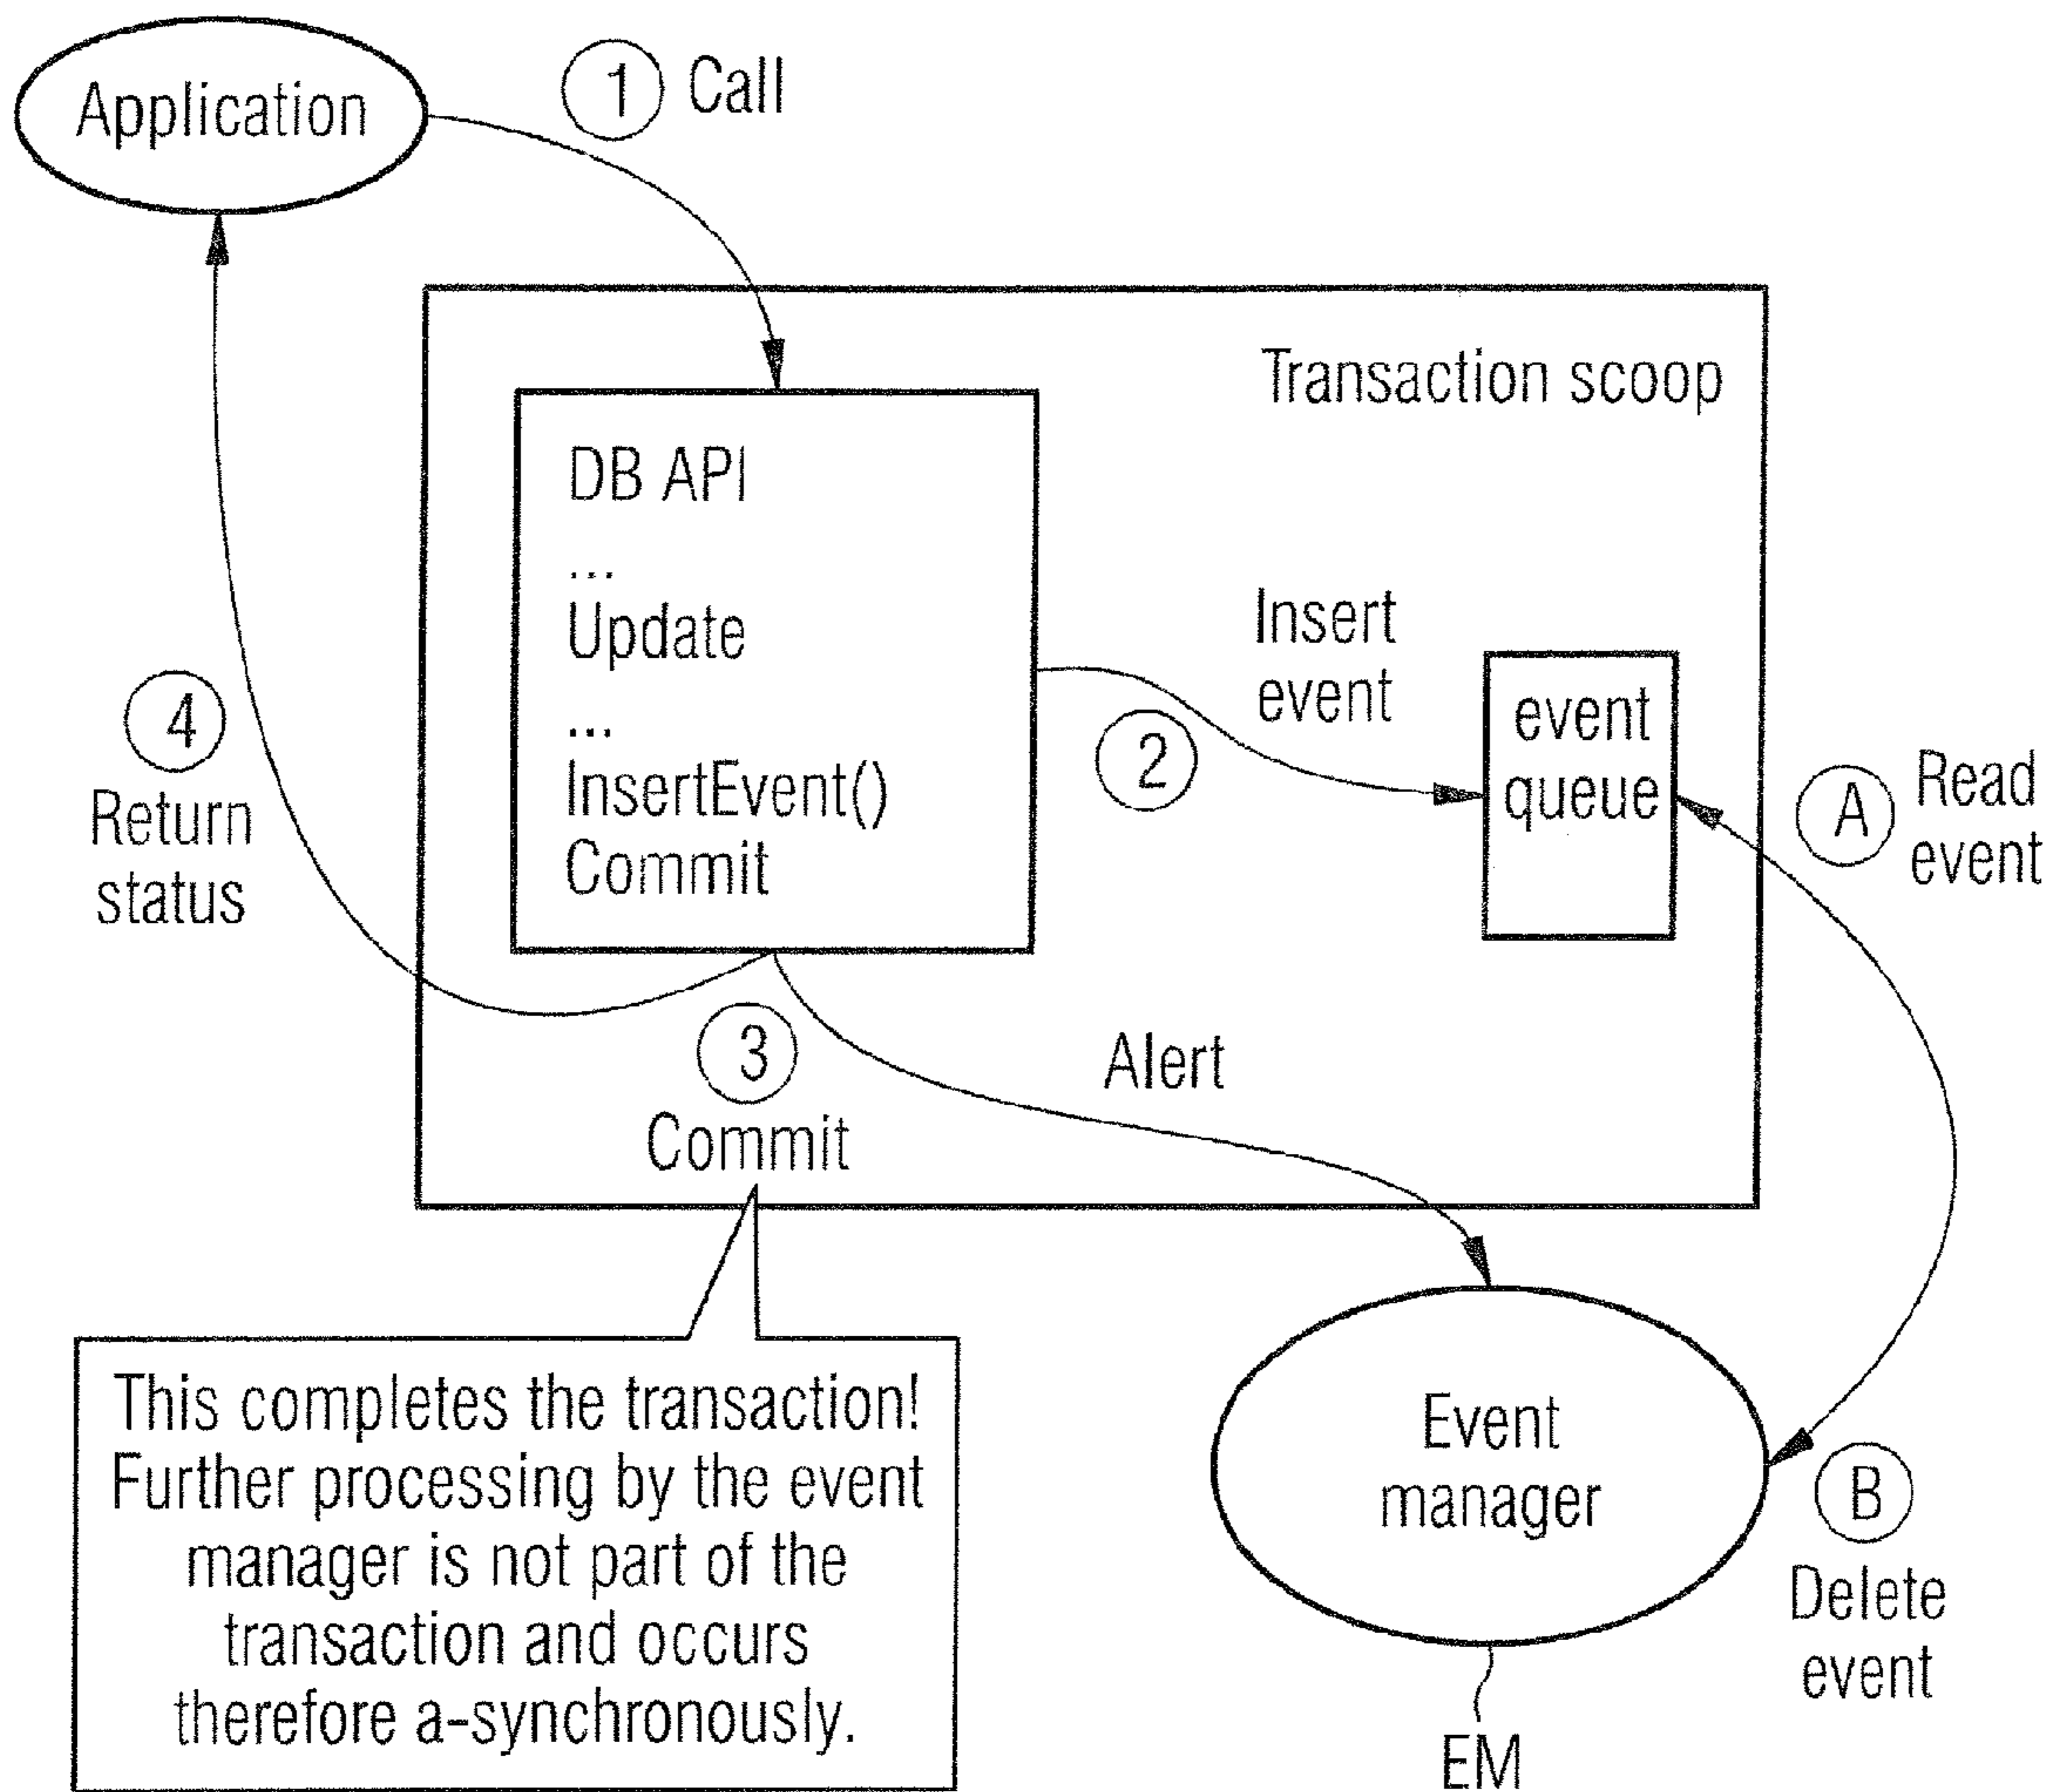 Application
1 Call
Transaction scoop
DB API
...
Update
...
InsertEvent()
Commit
Insert
event
2
event
queue
A
Read
event
4
Return
status
3
Commit
Alert
This completes the transaction!
Further processing by the event
manager is not part of the
transaction and occurs
therefore a-synchronously.
Event
manager
B
Delete
event
EM